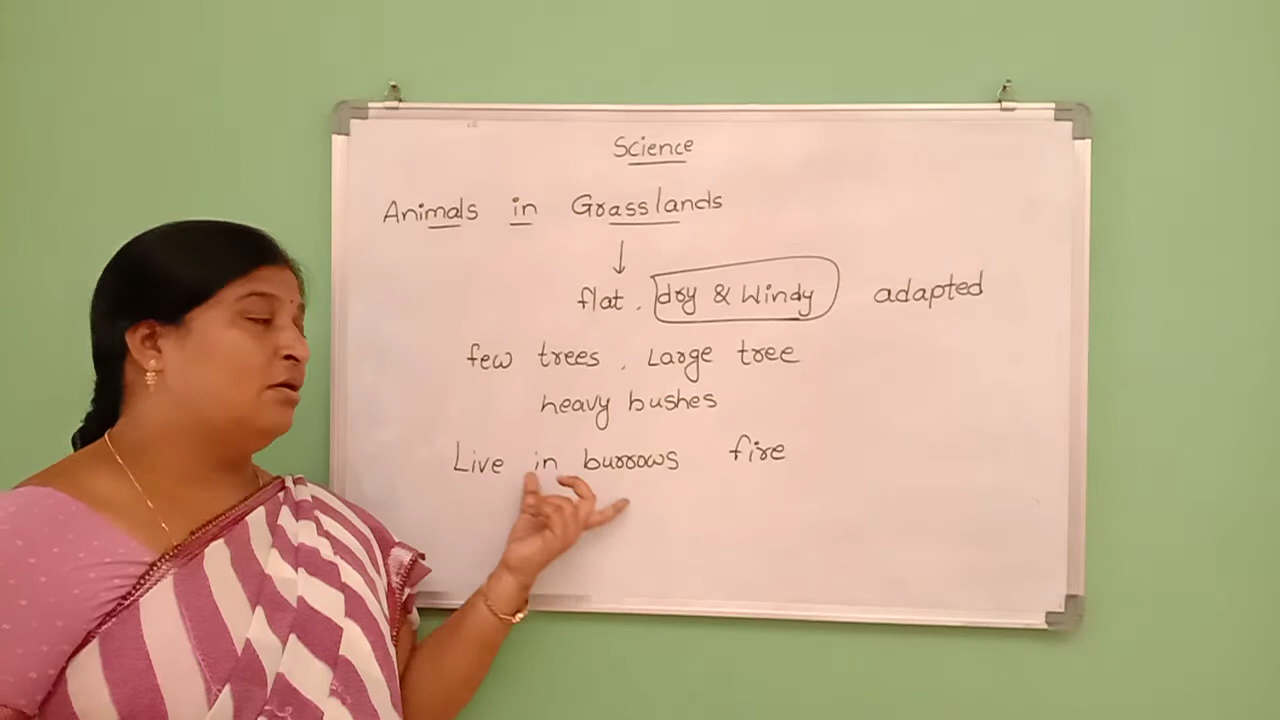 Science
Animals in Grasslands
flat. dry & Windy adapted
few trees, Large tree
heavy bushes
Live in burrows fire